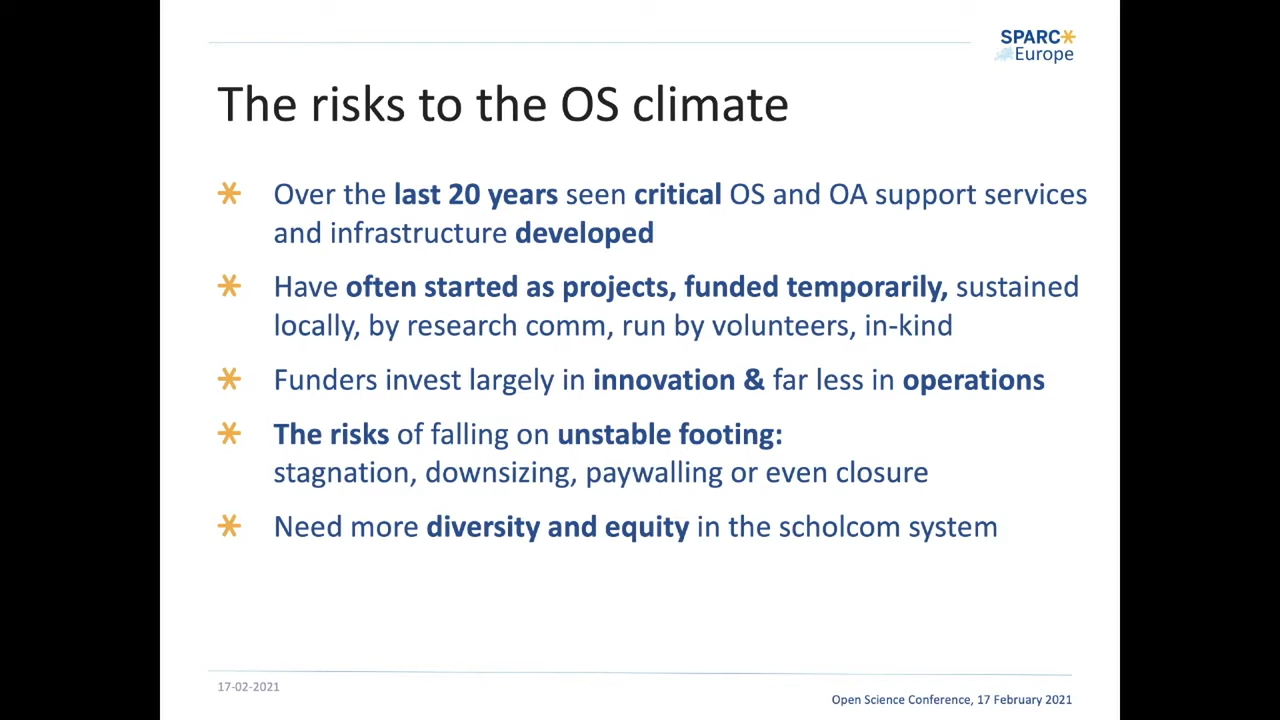 SPARC
Europe
The risks to the OS climate
Over the last 20 years seen critical OS and OA support services
and infrastructure developed
Have often started as projects, funded temporarily, sustained
locally, by research comm, run by volunteers, in-kind
Funders invest largely in innovation & far less in operations
The risks of falling on unstable footing:
stagnation, downsizing, paywalling or even closure
Need more diversity and equity in the scholcom system
17-02-2021
Open Science Conference, 17 February 2021